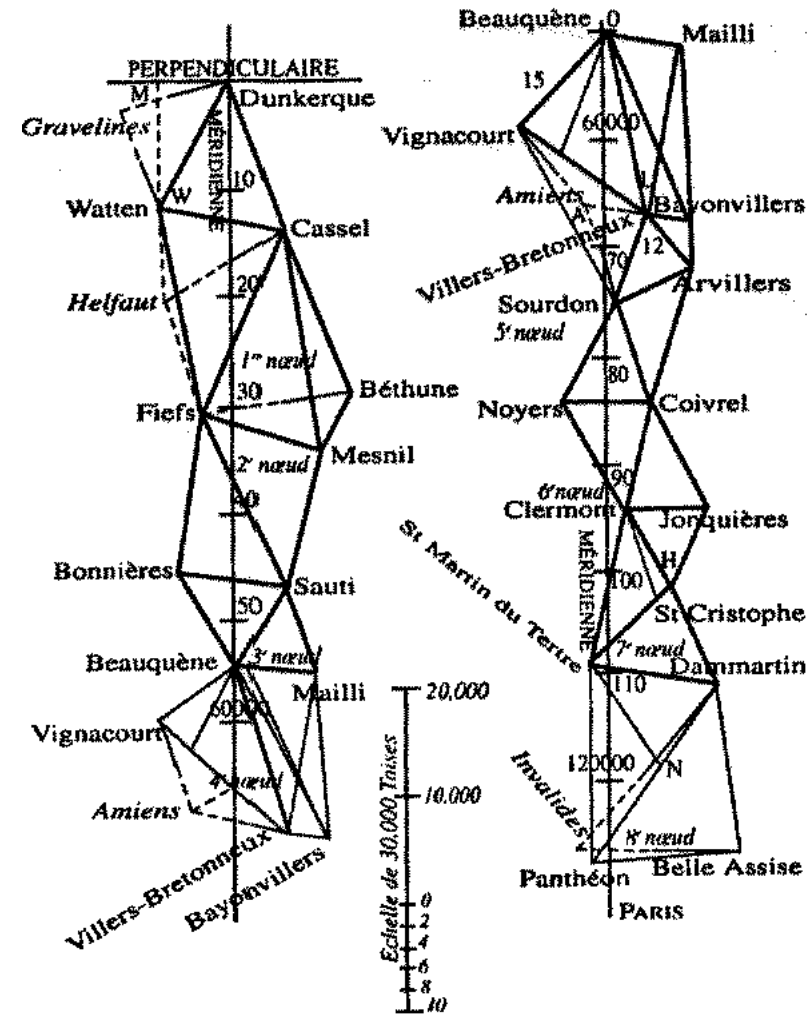 PERPENDICULAIRE
M
Dunkerque
Gravelines
MÉRIDIENNE
10
W
Watten
Cassel
20
Helfaut
1er nœud
30
Béthune
Fiefs
2e nœud
Mesnil
40
Bonnières
Sauti
50
Beauquène
3e nœud
Mailli
60000
Vignacourt
4e nœud
Amiens
Villers-Bretonneux
Bayonvillers
20,000
10.000
0
2
4
6
8
10
Échelle de 30,000 Toises
Beauquène
0
Mailli
15
60000
Vignacourt
Amiens
Bayonvillers
Villers-Bretonneux
12
70
Arvillers
Sourdon
5e nœud
80
Noyers
Coivrel
90
6e nœud
Clermont
Jonquières
MÉRIDIENNE
H
100
St Martin du Tertre
St Cristophe
7e nœud
Dammartin
110
120000
N
Invalides
8e nœud
Panthéon
Belle Assise
PARIS